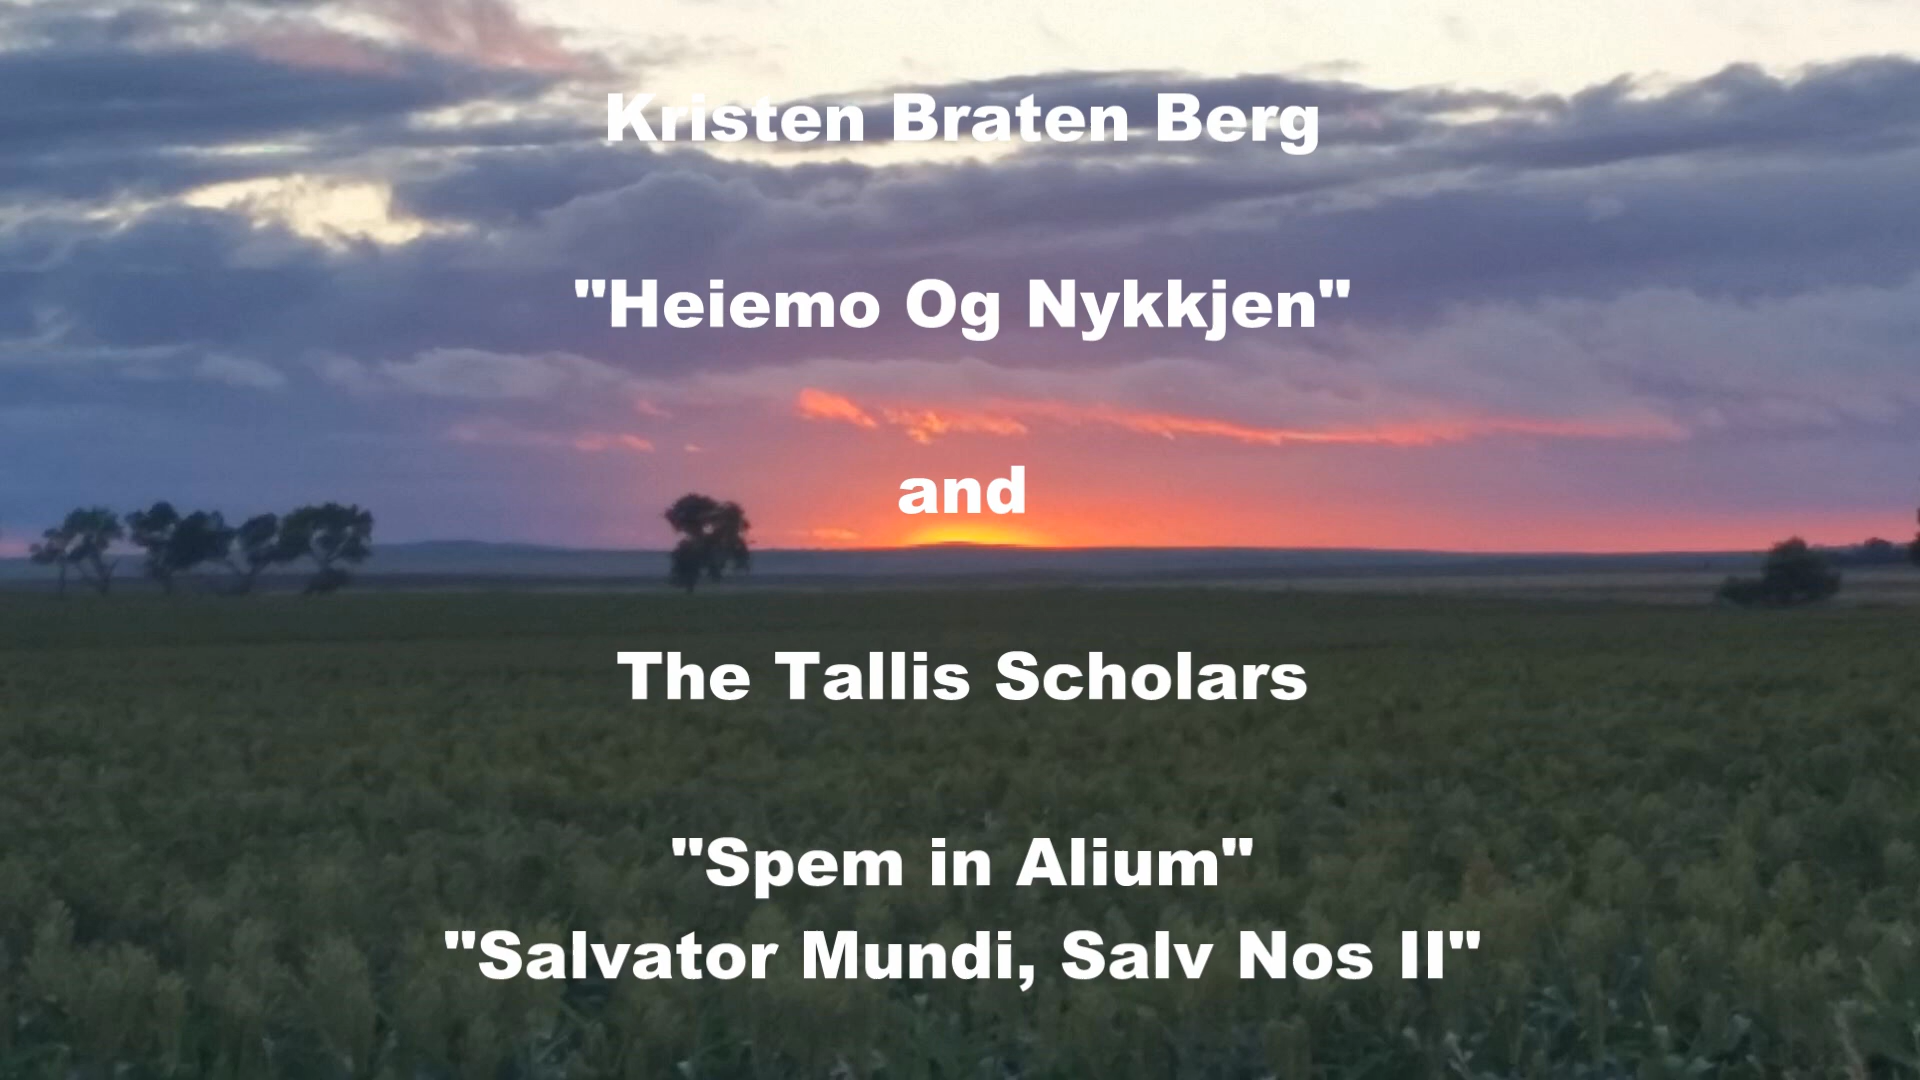 Kristen Braten Berg
"Heiemo Og Nykkjen"
and
The Tallis Scholars
"Spem in Alium"
"Salvator Mundi, Salv Nos II"